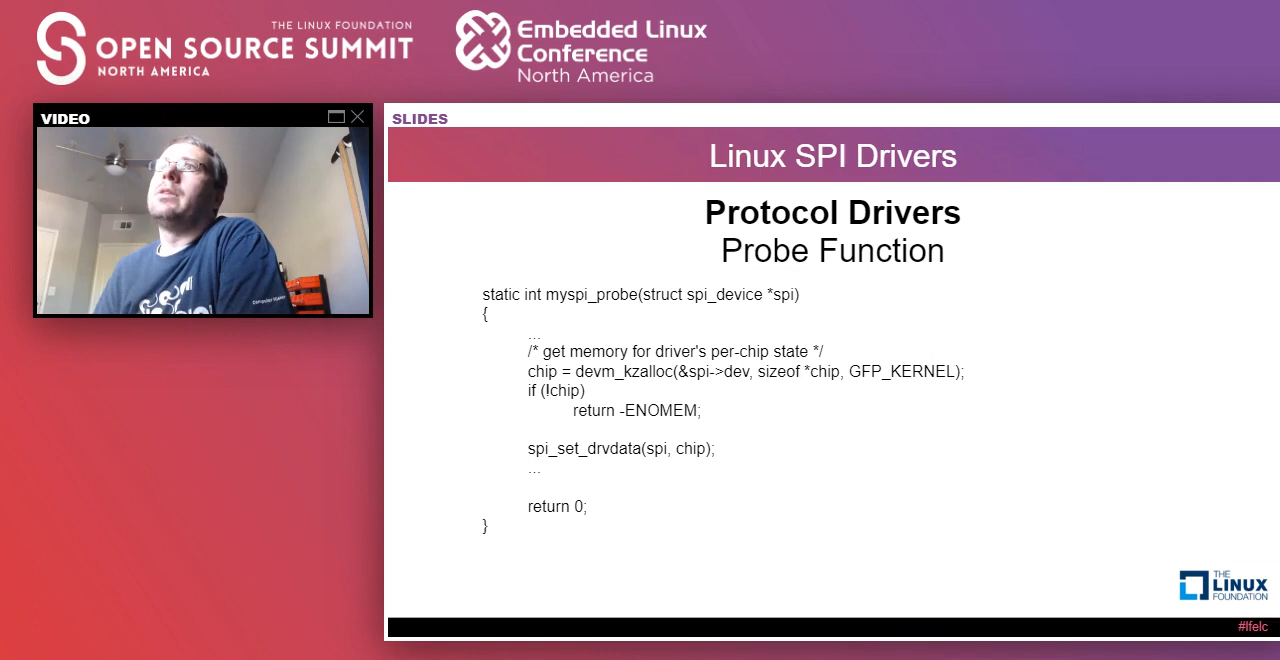 THE LINUX FOUNDATION
OPEN SOURCE SUMMIT
NORTH AMERICA
Embedded Linux
Conference
North America
VIDEO
SLIDES
Linux SPI Drivers
Protocol Drivers
Probe Function
static int myspi_probe(struct spi_device *spi)
{
...
/* get memory for driver's per-chip state */
chip = devm_kzalloc(&spi->dev, sizeof *chip, GFP_KERNEL);
if (!chip)
return -ENOMEM;
spi_set_drvdata(spi, chip);
...
return 0;
}
THE
LINUX
FOUNDATION
#lfelc